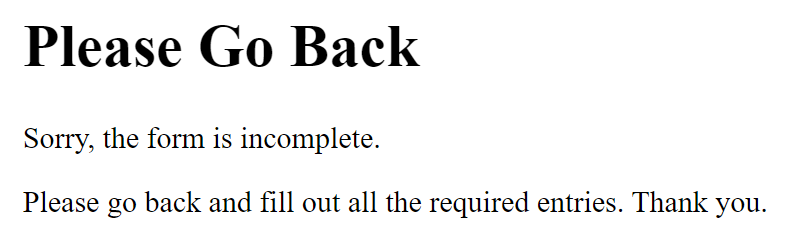 Please Go Back
Sorry, the form is incomplete.
Please go back and fill out all the required entries. Thank you.